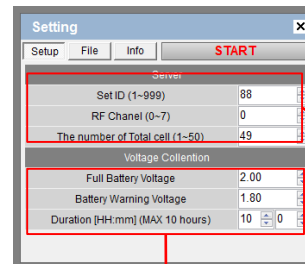 Setting
Setup File Info START
Server
Set ID (1~999) 88
RF Chanel (0~7) 0
The number of Total cell (1~50) 49
Voltage Collention
Full Battery Voltage 2.00
Battery Warning Voltage 1.80
Duration [HH:mm] (MAX 10 hours) 10 0